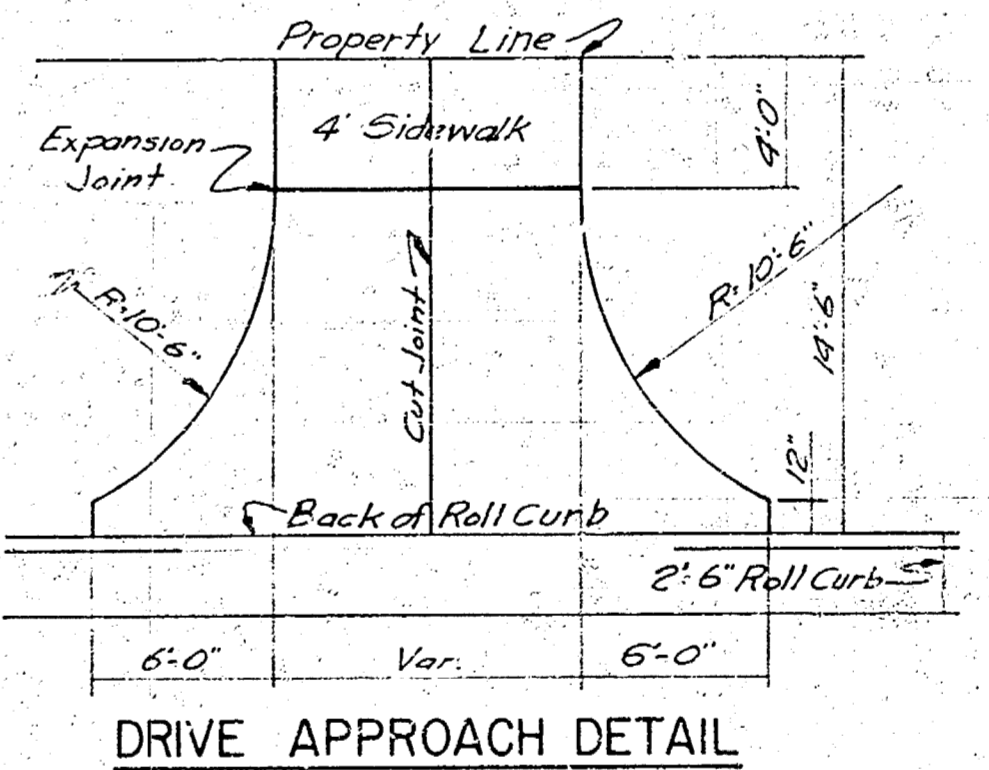 Property Line
4' Sidewalk
4'-0"
Expansion
Joint
R=10'-6"
R=10'-6"
Cut Joint
14'-6"
12"
Back of Roll Curb
2'-6" Roll Curb
6'-0"
Var.
6'-0"
DRIVE APPROACH DETAIL